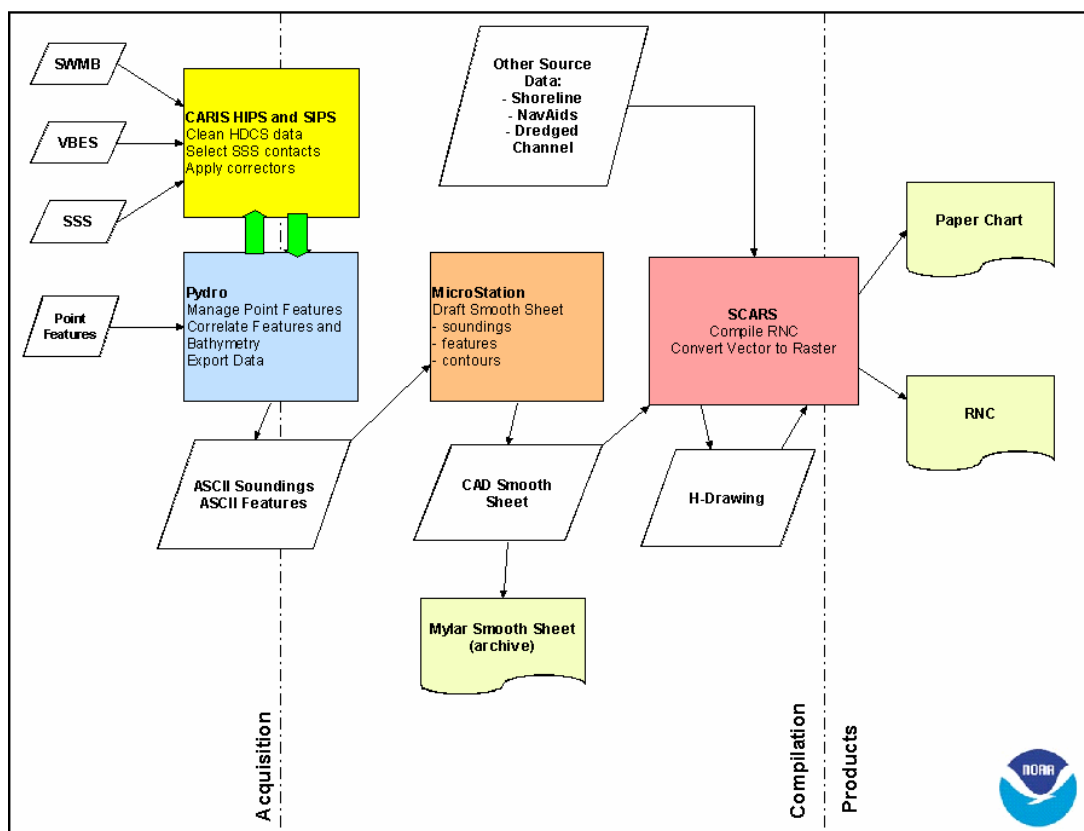 SWMB
VBES
SSS
Point
Features
CARIS HIPS and SIPS
Clean HDCS data
Select SSS contacts
Apply correctors
Pydro
Manage Point Features
Correlate Features and
Bathymetry
Export Data
ASCII Soundings
ASCII Features
Other Source
Data:
- Shoreline
- NavAids
- Dredged
Channel
MicroStation
Draft Smooth Sheet
- soundings
- features
- contours
CAD Smooth
Sheet
Mylar Smooth Sheet
(archive)
SCARS
Compile RNC
Convert Vector to Raster
H-Drawing
Paper Chart
RNC
Acquisition
Compilation
Products
NOAA